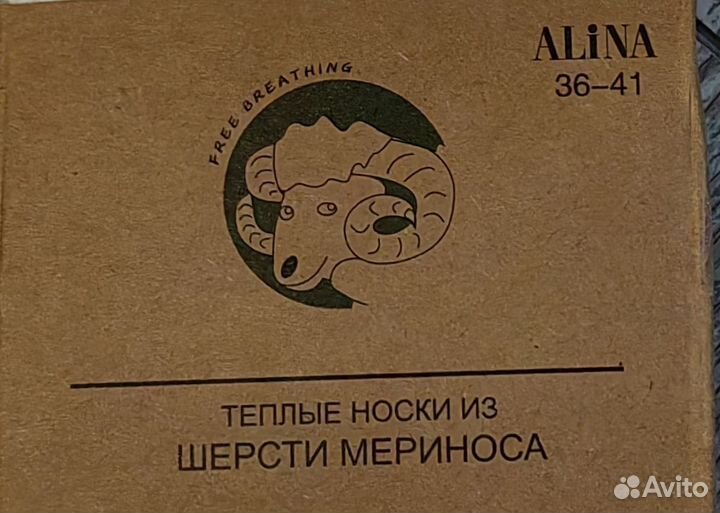 ALiNA
36–41
FREE BREATHING
ТЕПЛЫЕ НОСКИ ИЗ
ШЕРСТИ МЕРИНОСА
Avito